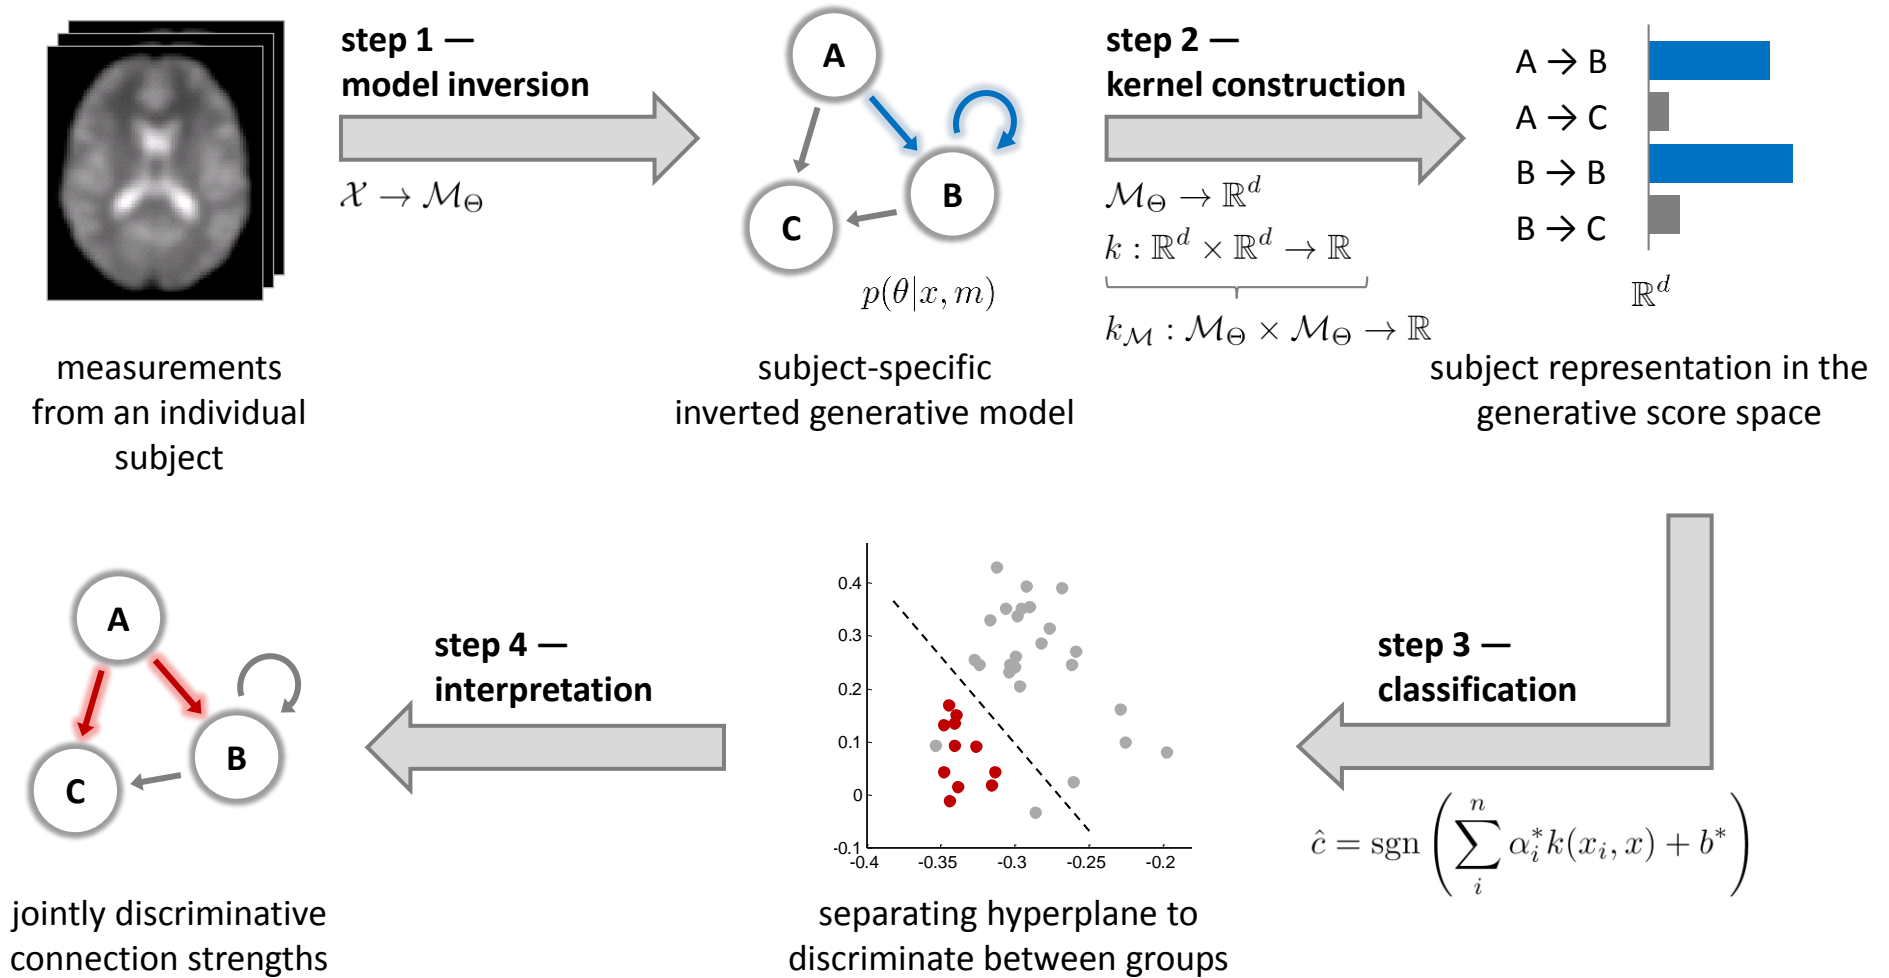 step 1 —
model inversion
𝒳 → ℳ_Θ
measurements
from an individual
subject
A
B
C
p(θ|x, m)
subject-specific
inverted generative model
step 2 —
kernel construction
ℳ_Θ → ℝ^d
k : ℝ^d × ℝ^d → ℝ
k_ℳ : ℳ_Θ × ℳ_Θ → ℝ
A → B
A → C
B → B
B → C
ℝ^d
subject representation in the
generative score space
step 3 —
classification
ĉ = sgn ( ∑_i^n α_i^* k(x_i, x) + b^* )
0.4
0.3
0.2
0.1
0
-0.1
-0.4 -0.35 -0.3 -0.25 -0.2
separating hyperplane to
discriminate between groups
step 4 —
interpretation
A
B
C
jointly discriminative
connection strengths